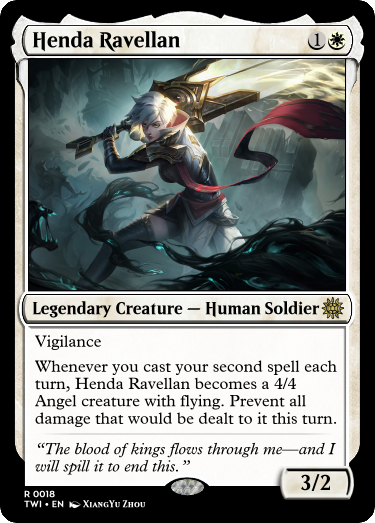 Henda Ravellan 1
Legendary Creature — Human Soldier
Vigilance
Whenever you cast your second spell each
turn, Henda Ravellan becomes a 4/4
Angel creature with flying. Prevent all
damage that would be dealt to it this turn.
“The blood of kings flows through me—and I
will spill it to end this.”
3/2
R 0018
TWI • EN XiangYu Zhou